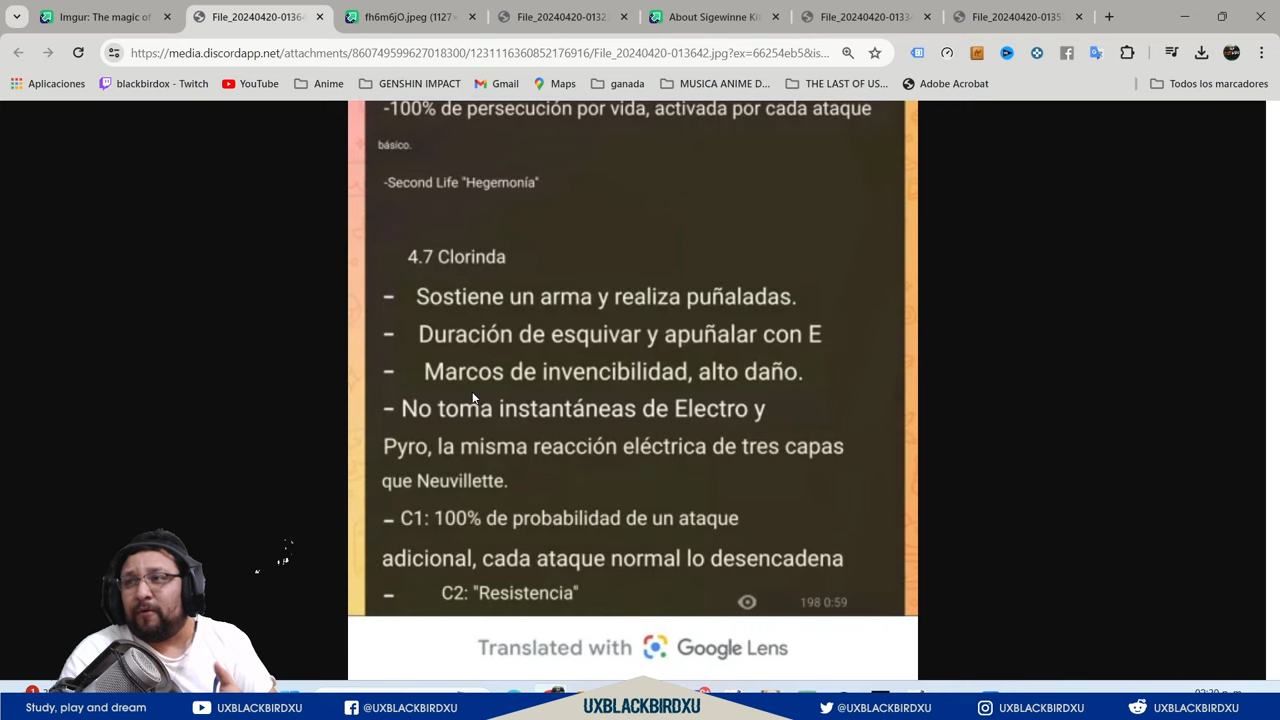 Imgur: The magic of
File_20240420-01364
fh6m6jO.jpeg (1127×
File_20240420-0132
About Sigewinne Kit
File_20240420-0133
File_20240420-0135
https://media.discordapp.net/attachments/860749599627018300/1231116360852176916/File_20240420-013642.jpg?ex=66254eb5&is...
Aplicaciones
blackbirdox - Twitch
YouTube
Anime
GENSHIN IMPACT
Gmail
Maps
ganada
MUSICA ANIME D...
THE LAST OF US...
Adobe Acrobat
Todos los marcadores
-100% de persecución por vida, activada por cada ataque
básico.
-Second Life "Hegemonía"
4.7 Clorinda
- Sostiene un arma y realiza puñaladas.
- Duración de esquivar y apuñalar con E
- Marcos de invencibilidad, alto daño.
- No toma instantáneas de Electro y
Pyro, la misma reacción eléctrica de tres capas
que Neuvillette.
- C1: 100% de probabilidad de un ataque
adicional, cada ataque normal lo desencadena
- C2: "Resistencia"
198 0:59
Translated with Google Lens
Study, play and dream
UXBLACKBIRDXU
@UXBLACKBIRDXU
UXBLACKBIRDXU
@UXBLACKBIRDXU
UXBLACKBIRDXU
UXBLACKBIRDXU